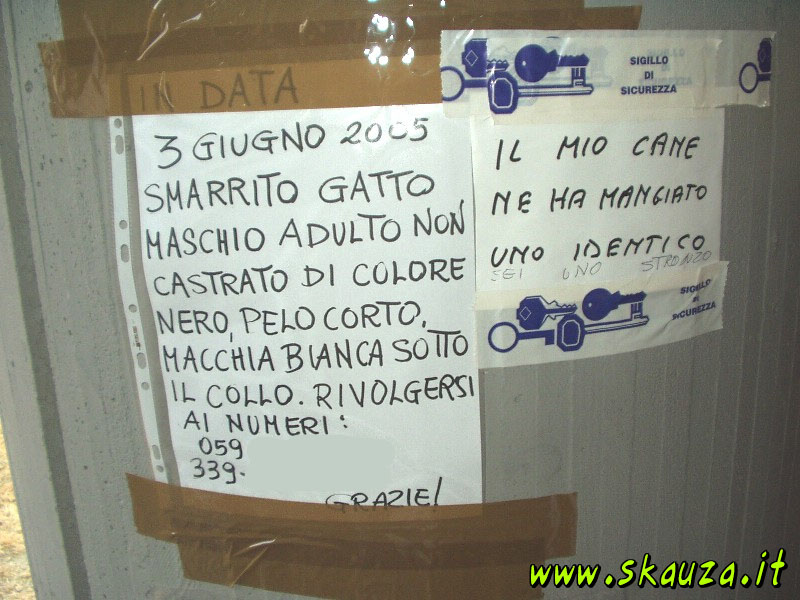 IN DATA
3 GIUGNO 2005
SMARRITO GATTO
MASCHIO ADULTO NON
CASTRATO DI COLORE
NERO, PELO CORTO,
MACCHIA BIANCA SOTTO
IL COLLO. RIVOLGERSI
AI NUMERI:
059
339-
GRAZIE!
SIGILLO
DI
SICUREZZA
IL MIO CANE
NE HA MANGIATO
UNO IDENTICO
SEI UNO STRONZO
SIGILLO
DI
SICUREZZA
www.skauza.it